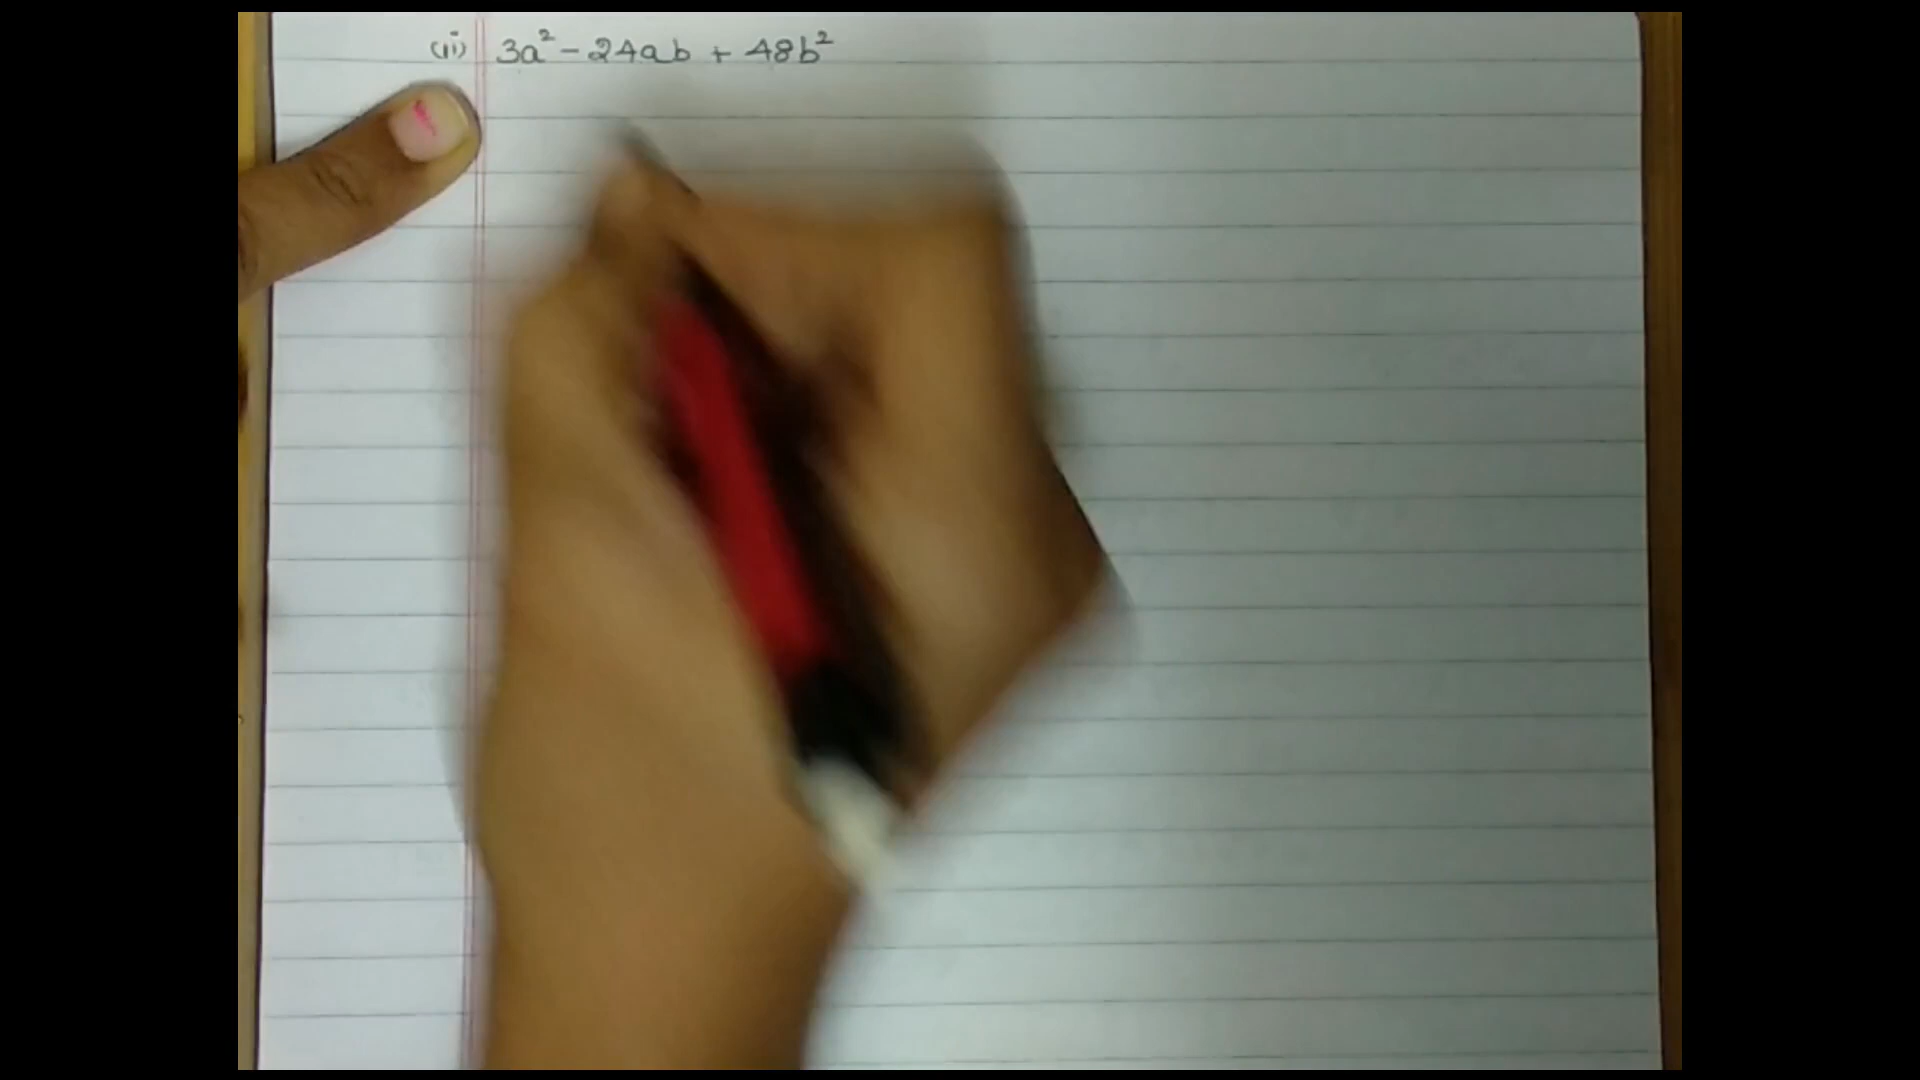 (ii) 3a² - 24ab + 48b²